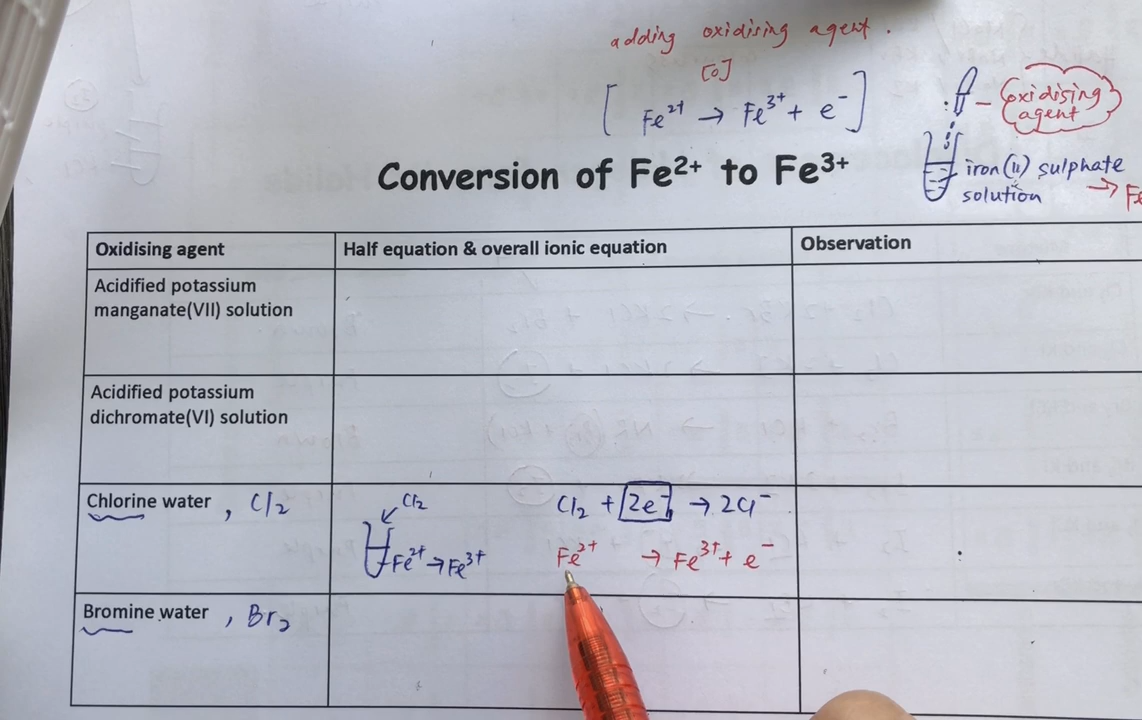 adding oxidising agent.
[O]
[ Fe²⁺ → Fe³⁺ + e⁻ ]
oxidising
agent
iron(II) sulphate
solution
→ Fe
Conversion of Fe²⁺ to Fe³⁺
Oxidising agent
Half equation & overall ionic equation
Observation
Acidified potassium
manganate(VII) solution
Acidified potassium
dichromate(VI) solution
Chlorine water , Cl₂
Cl₂
Cl₂ + 2e⁻ → 2Cl⁻
Fe²⁺ → Fe³⁺
Fe²⁺ → Fe³⁺ + e⁻
Bromine water , Br₂